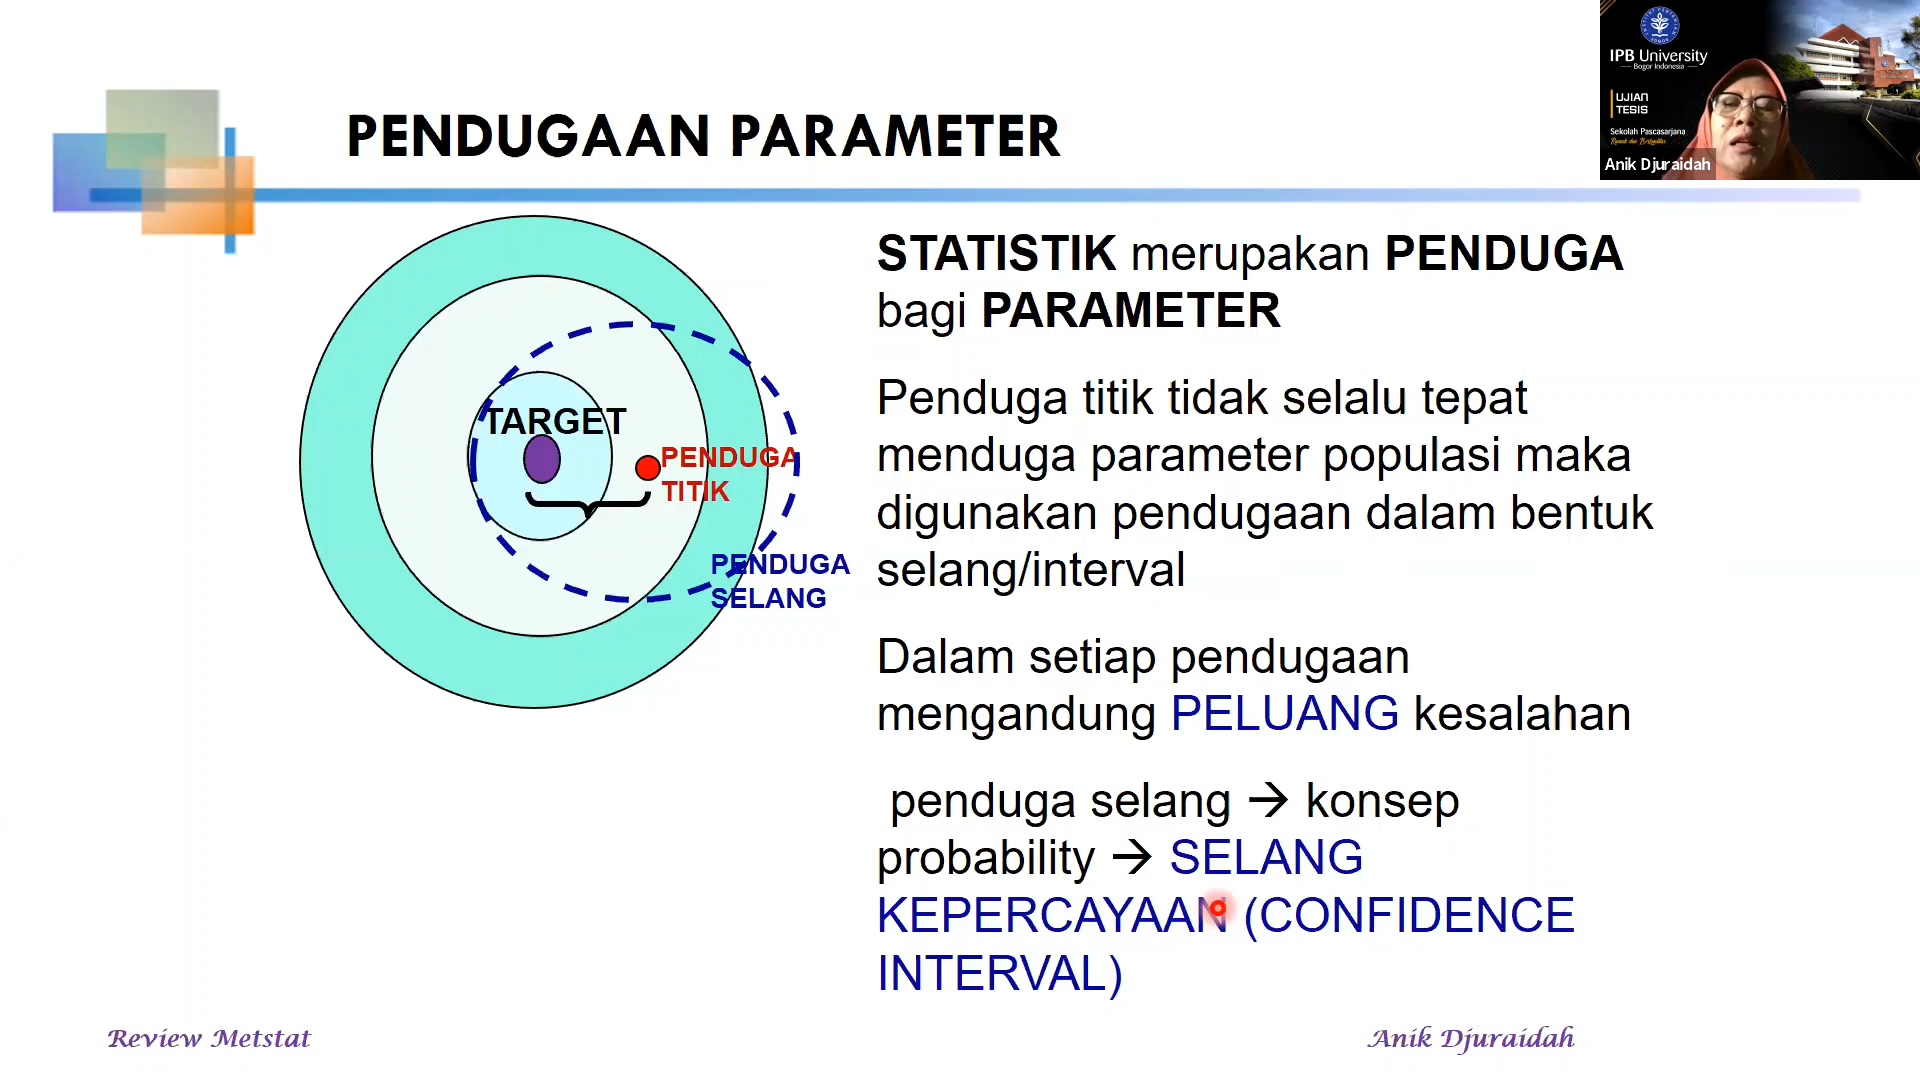 IPB University
Bogor Indonesia
UJIAN
TESIS
Sekolah Pascasarjana
Anik Djuraidah
PENDUGAAN PARAMETER
TARGET
PENDUGA
TITIK
PENDUGA
SELANG
STATISTIK merupakan PENDUGA
bagi PARAMETER
Penduga titik tidak selalu tepat
menduga parameter populasi maka
digunakan pendugaan dalam bentuk
selang/interval
Dalam setiap pendugaan
mengandung PELUANG kesalahan
penduga selang → konsep
probability → SELANG
KEPERCAYAAN (CONFIDENCE
INTERVAL)
Review Metstat
Anik Djuraidah